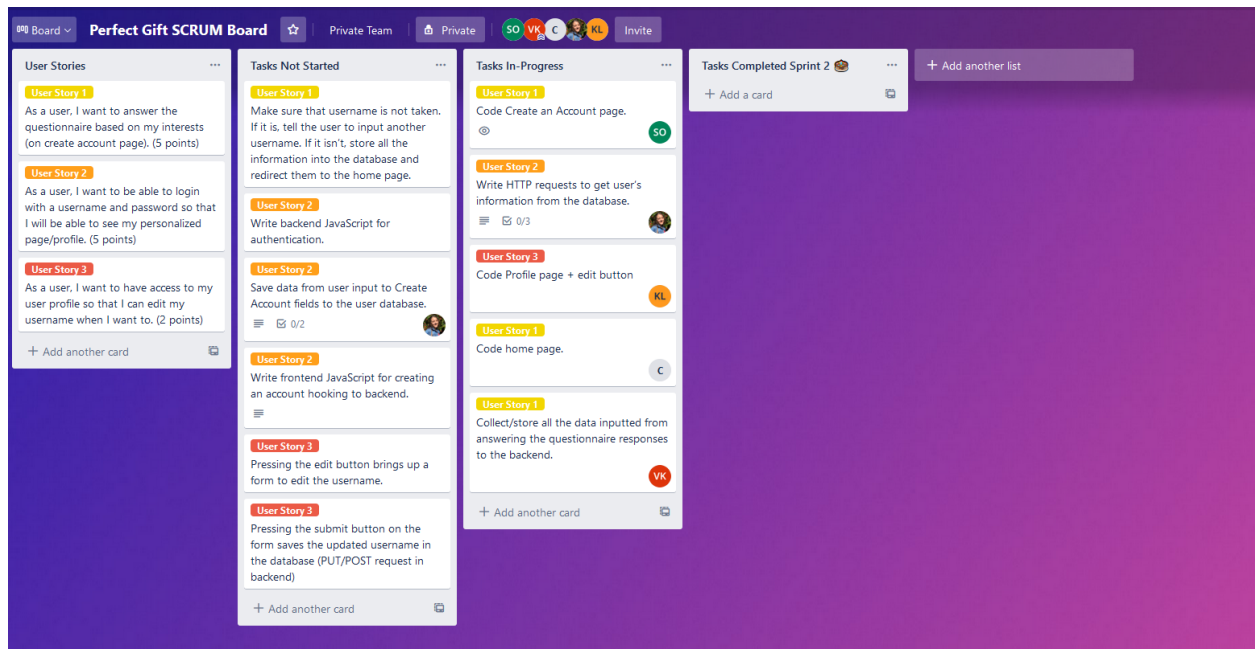 Board
Perfect Gift SCRUM Board
Private Team
Private
SO
VK
C
KL
Invite
User Stories
User Story 1
As a user, I want to answer the
questionnaire based on my interests
(on create account page). (5 points)
User Story 2
As a user, I want to be able to login
with a username and password so that
I will be able to see my personalized
page/profile. (5 points)
User Story 3
As a user, I want to have access to my
user profile so that I can edit my
username when I want to. (2 points)
+ Add another card
Tasks Not Started
User Story 1
Make sure that username is not taken.
If it is, tell the user to input another
username. If it isn't, store all the
information into the database and
redirect them to the home page.
User Story 2
Write backend JavaScript for
authentication.
User Story 2
Save data from user input to Create
Account fields to the user database.
0/2
User Story 2
Write frontend JavaScript for creating
an account hooking to backend.
User Story 3
Pressing the edit button brings up a
form to edit the username.
User Story 3
Pressing the submit button on the
form saves the updated username in
the database (PUT/POST request in
backend)
+ Add another card
Tasks In-Progress
User Story 1
Code Create an Account page.
SO
User Story 2
Write HTTP requests to get user's
information from the database.
0/3
User Story 3
Code Profile page + edit button
KL
User Story 1
Code home page.
C
User Story 1
Collect/store all the data inputted from
answering the questionnaire responses
to the backend.
VK
+ Add another card
Tasks Completed Sprint 2 🥞
+ Add a card
+ Add another list